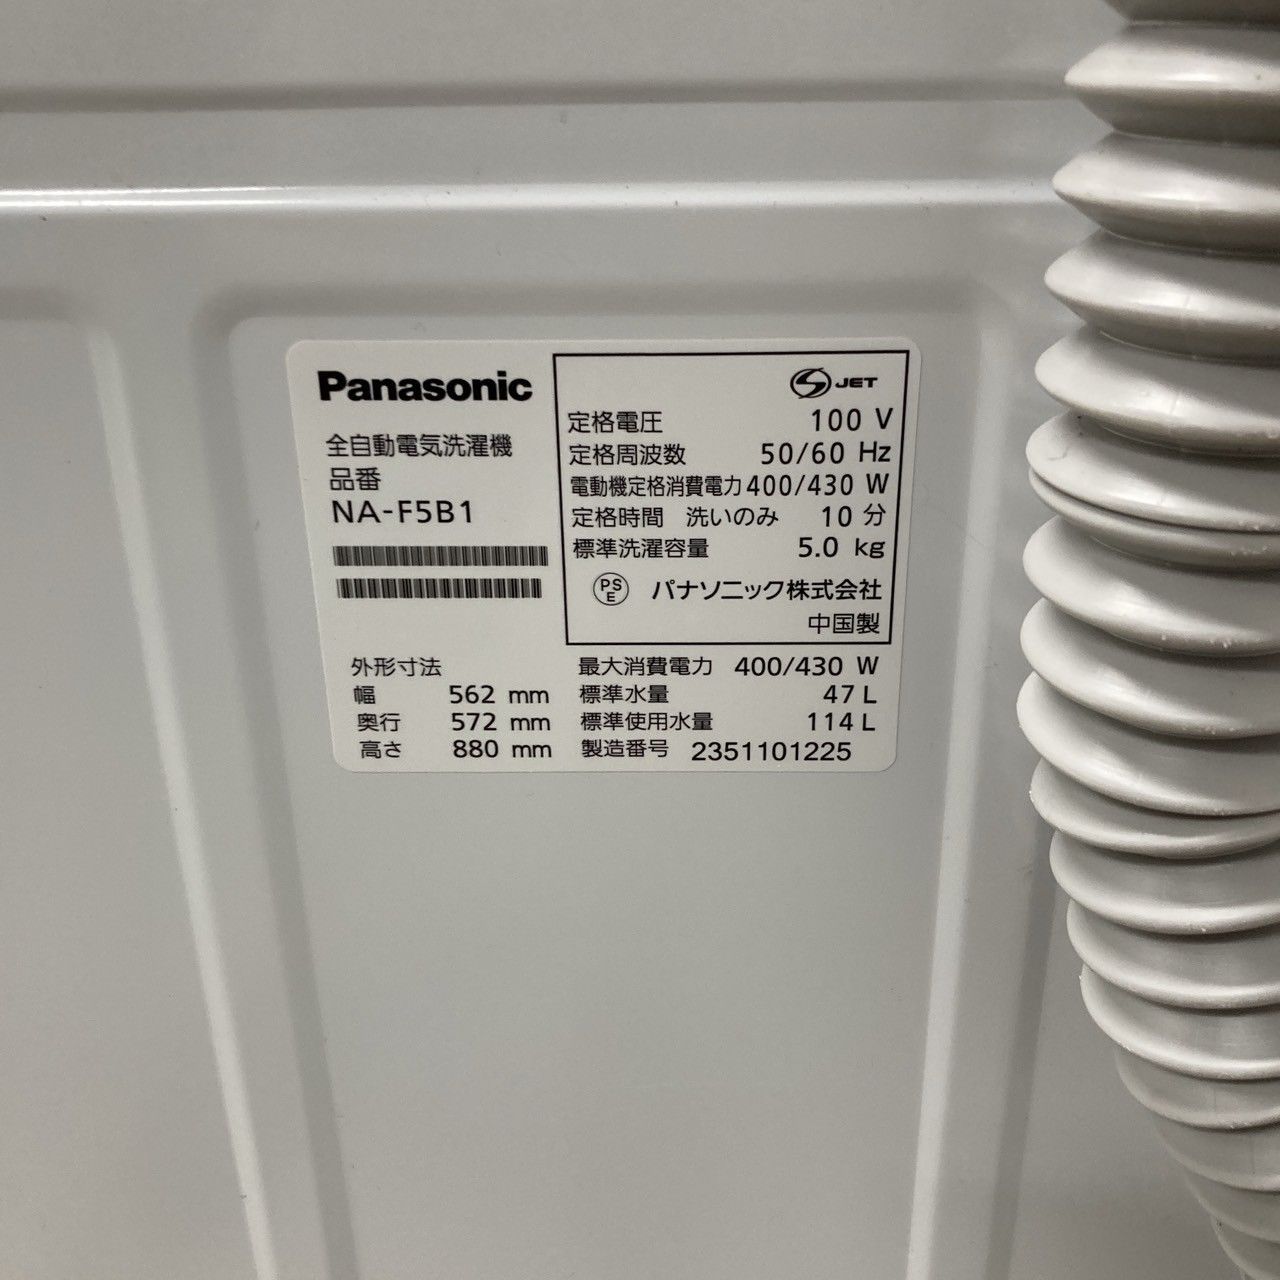 Panasonic
全自動電気洗濯機
品番
NA-F5B1
S JET
定格電圧 100 V
定格周波数 50/60 Hz
電動機定格消費電力 400/430 W
定格時間 洗いのみ 10 分
標準洗濯容量 5.0 kg
PSE パナソニック株式会社
中国製
外形寸法
幅 562 mm
奥行 572 mm
高さ 880 mm
最大消費電力 400/430 W
標準水量 47 L
標準使用水量 114 L
製造番号 2351101225